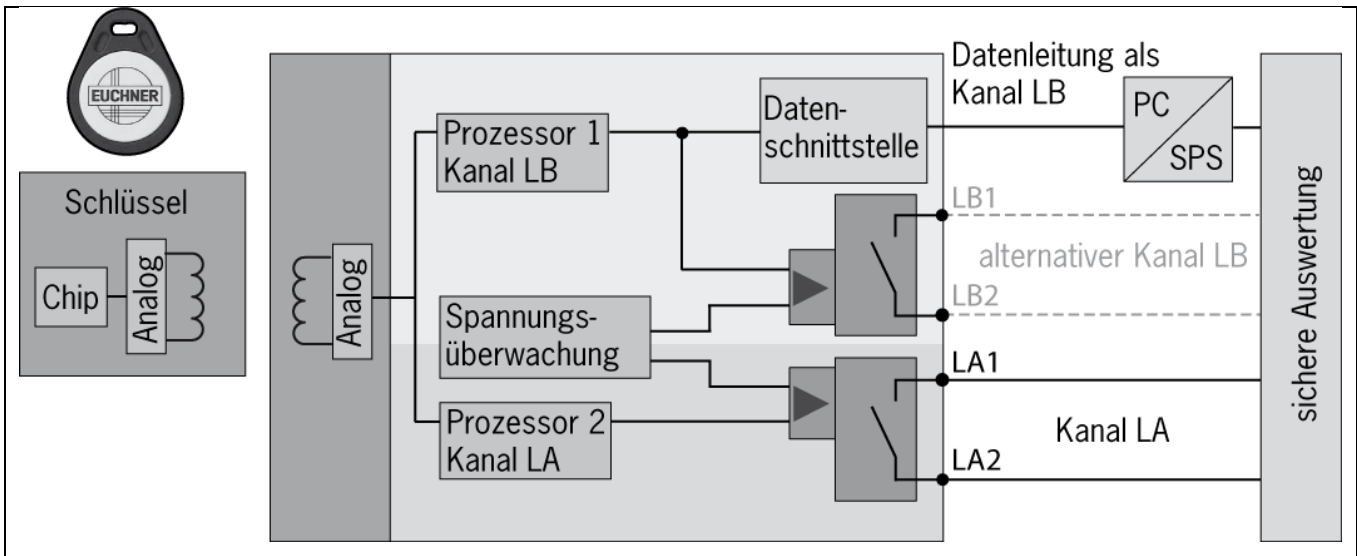 EUCHNER
Schlüssel
Chip
Analog
Analog
Prozessor 1
Kanal LB
Spannungs-
überwachung
Prozessor 2
Kanal LA
Daten-
schnittstelle
Datenleitung als
Kanal LB
PC
SPS
LB1
alternativer Kanal LB
LB2
LA1
Kanal LA
LA2
sichere Auswertung